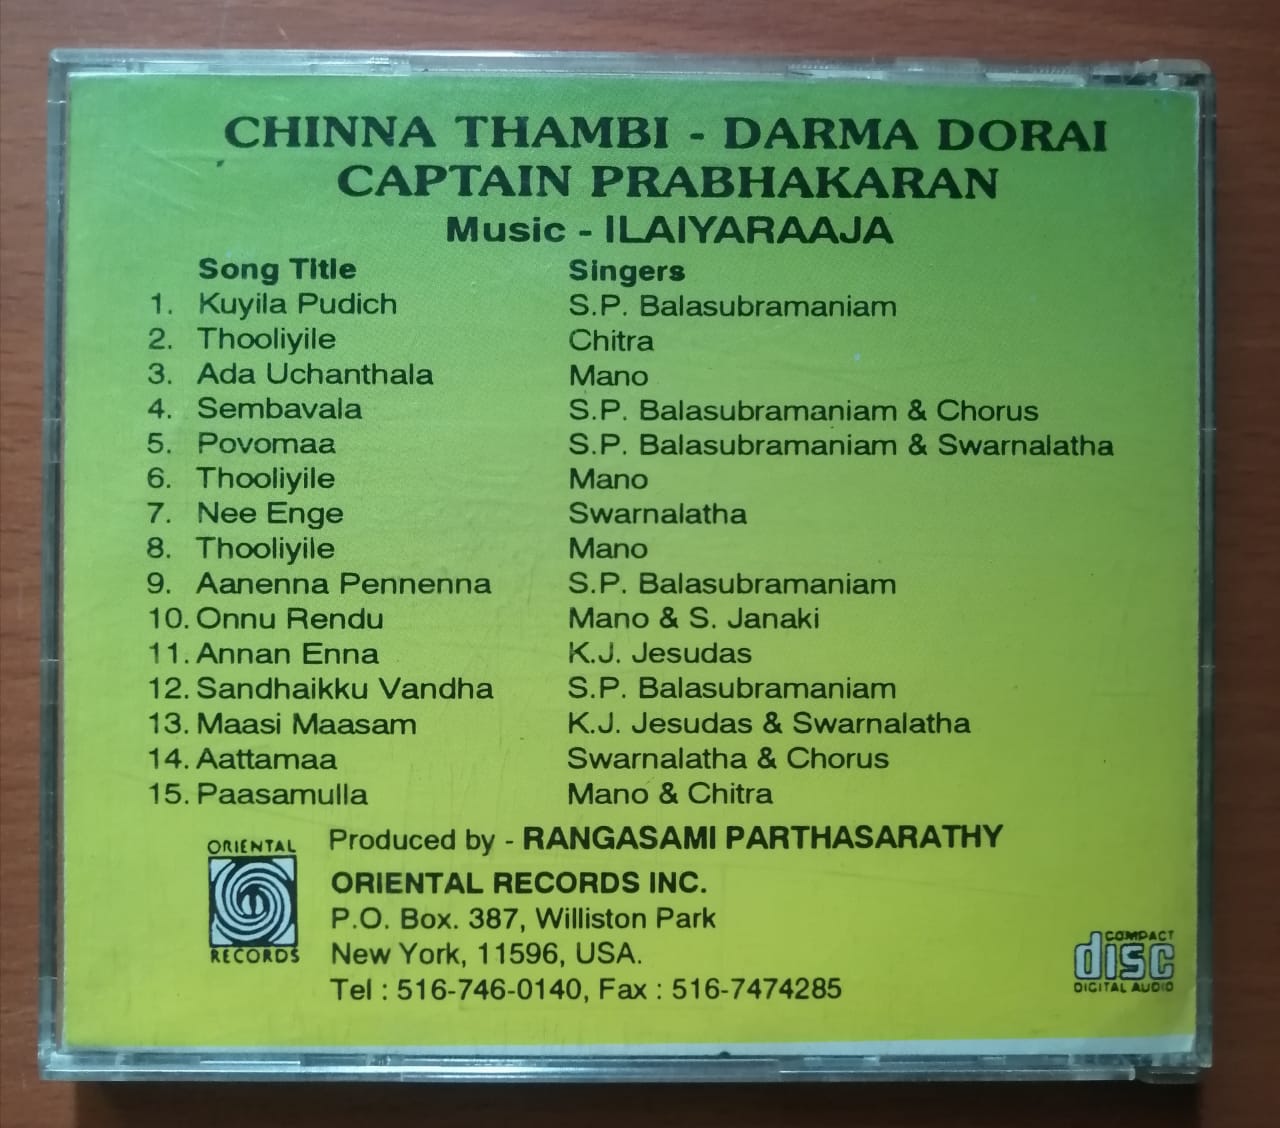 CHINNA THAMBI - DARMA DORAI
CAPTAIN PRABHAKARAN
Music - ILAIYARAAJA
Song Title Singers
1. Kuyila Pudich S.P. Balasubramaniam
2. Thooliyile Chitra
3. Ada Uchanthala Mano
4. Sembavala S.P. Balasubramaniam & Chorus
5. Povomaa S.P. Balasubramaniam & Swarnalatha
6. Thooliyile Mano
7. Nee Enge Swarnalatha
8. Thooliyile Mano
9. Aanenna Pennenna S.P. Balasubramaniam
10. Onnu Rendu Mano & S. Janaki
11. Annan Enna K.J. Jesudas
12. Sandhaikku Vandha S.P. Balasubramaniam
13. Maasi Maasam K.J. Jesudas & Swarnalatha
14. Aattamaa Swarnalatha & Chorus
15. Paasamulla Mano & Chitra
Produced by - RANGASAMI PARTHASARATHY
ORIENTAL
RECORDS
ORIENTAL RECORDS INC.
P.O. Box. 387, Williston Park
New York, 11596, USA.
Tel : 516-746-0140, Fax : 516-7474285
COMPACT
disc
DIGITAL AUDIO